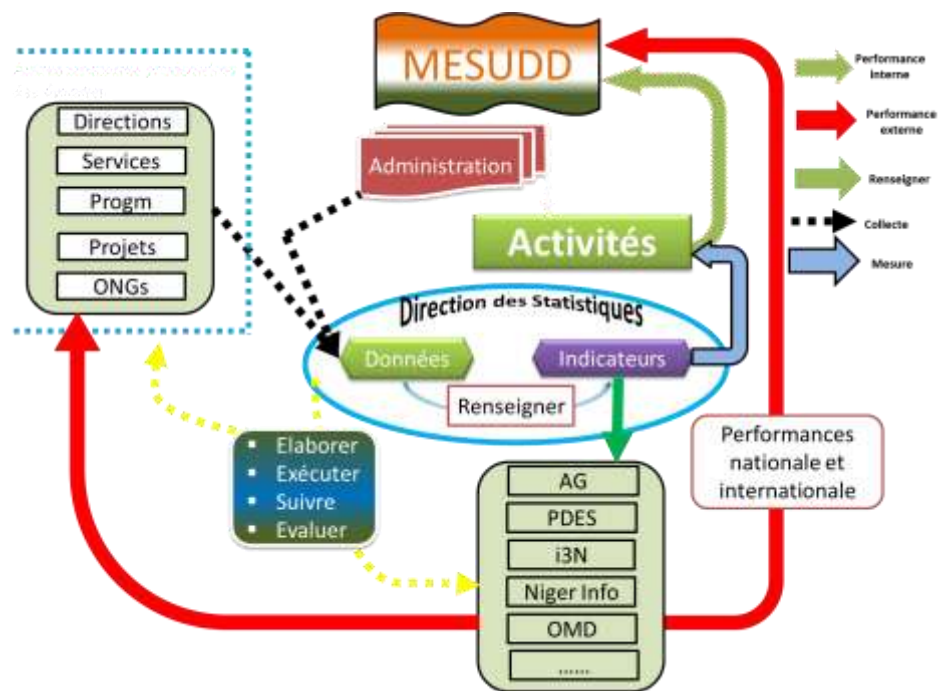 MESUDD
Performance
Interne
Performance
externe
Renseigner
Collecte
Mesure
Directions
Services
Progm
Projets
ONGs
Administration
Activités
Direction des Statistiques
Données
Indicateurs
Renseigner
Elaborer
Exécuter
Suivre
Evaluer
Performances
nationale et
internationale
AG
PDES
i3N
Niger Info
OMD
......